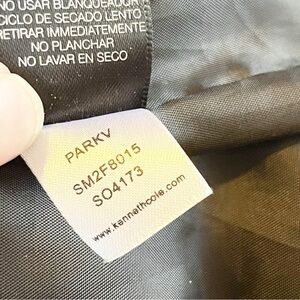 NO USAR BLANQUEADOR
CICLO DE SECADO LENTO
RETIRAR IMMEDIATEMENTE
NO PLANCHAR
NO LAVAR EN SECO
PARKV
SM2F8015
SO4173
www.kennethcole.com